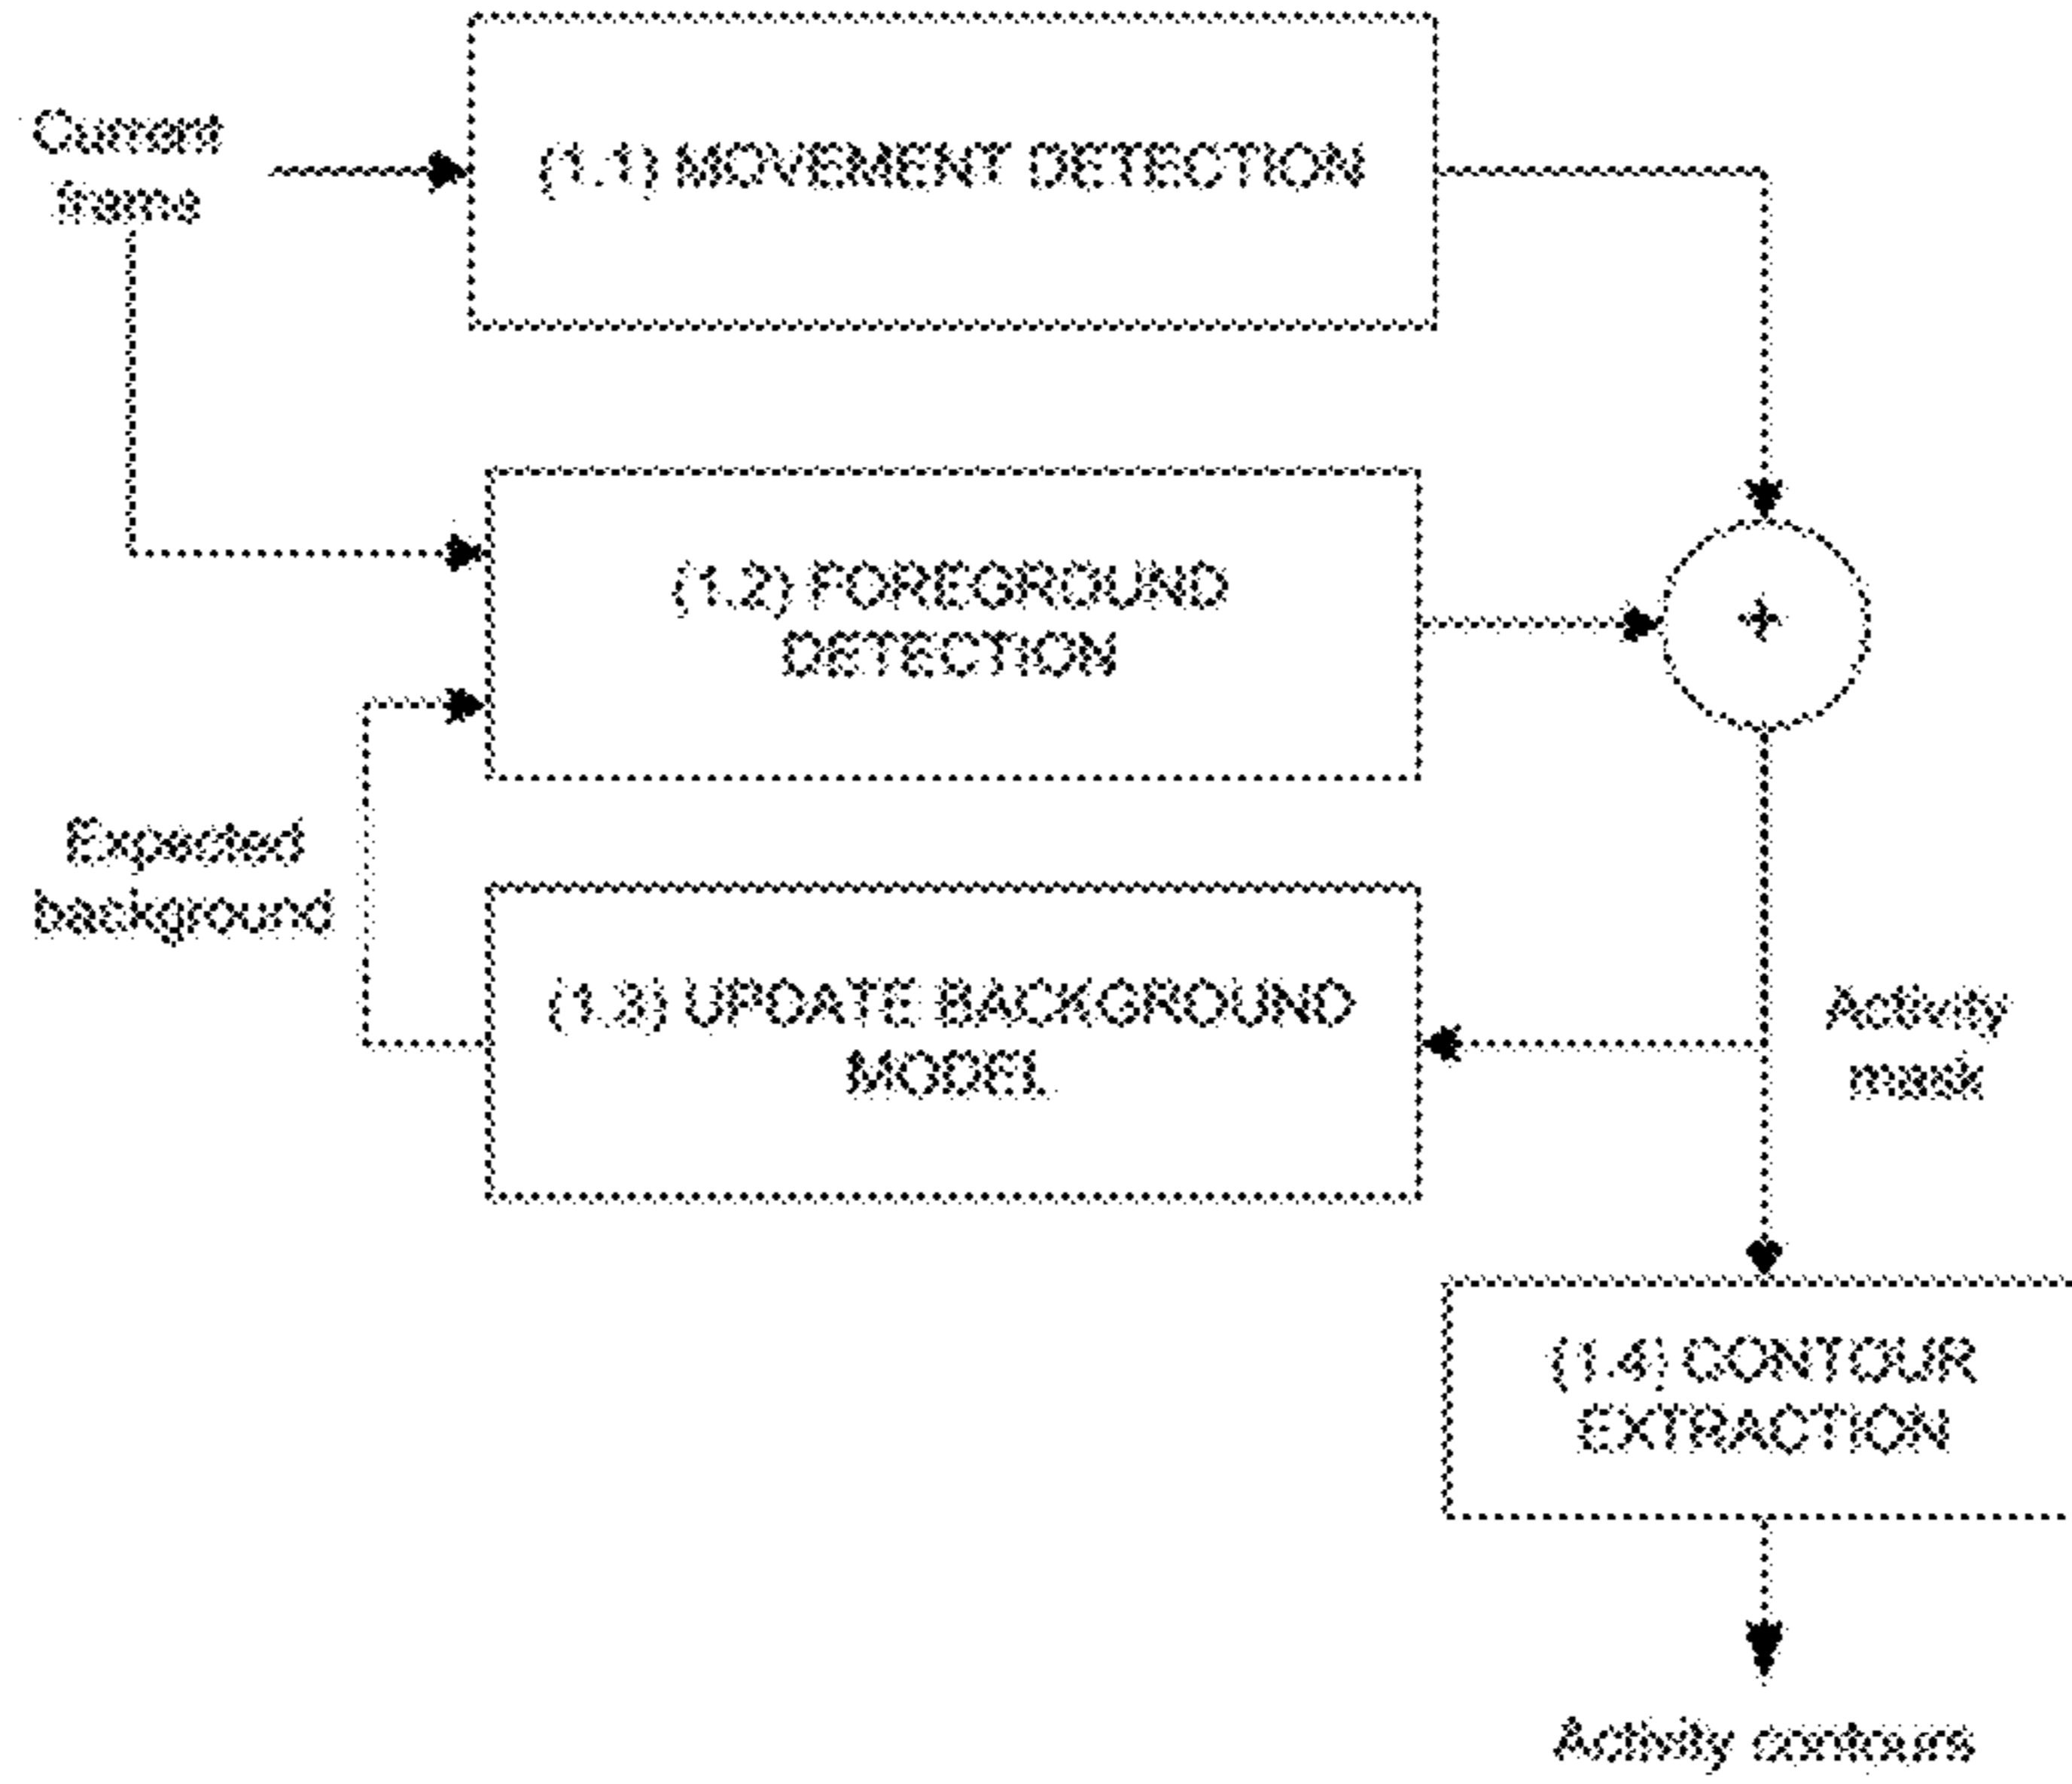 Current
frame
(1.1) MOVEMENT DETECTION
(1.2) FOREGROUND
DETECTION
+
Expected
background
(1.3) UPDATE BACKGROUND
MODEL
Activity
mask
(1.4) CONTOUR
EXTRACTION
Activity contours